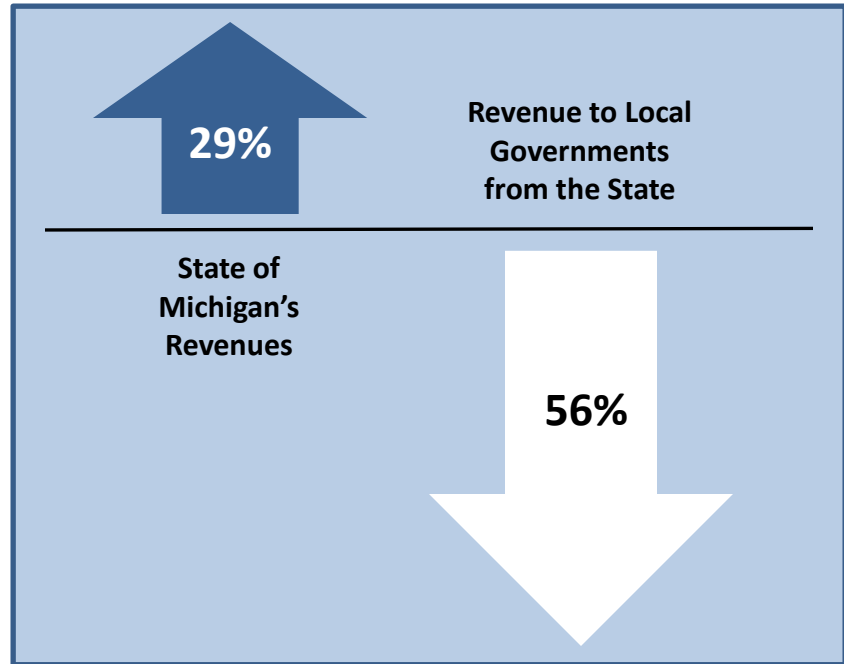 29%
Revenue to Local
Governments
from the State
State of
Michigan's
Revenues
56%